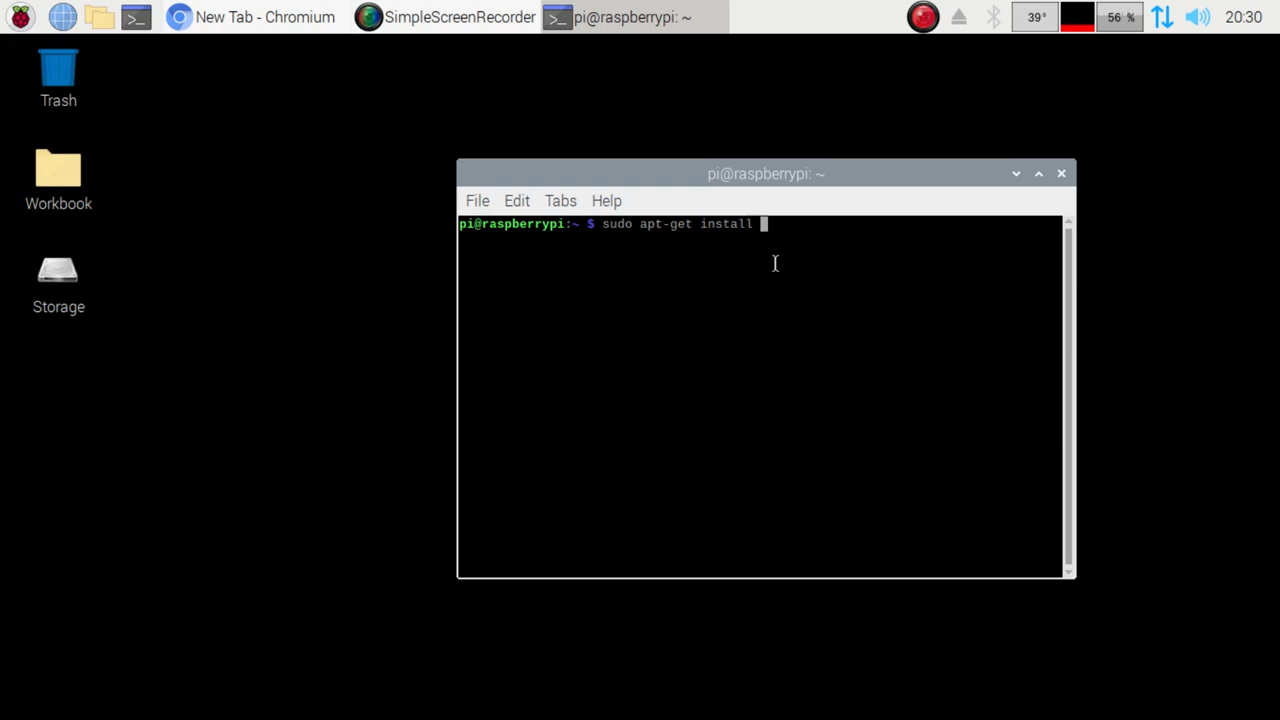 New Tab - Chromium
SimpleScreenRecorder
pi@raspberrypi: ~
39°
56 %
20:30
Trash
Workbook
Storage
pi@raspberrypi: ~
File Edit Tabs Help
pi@raspberrypi:~ $ sudo apt-get install